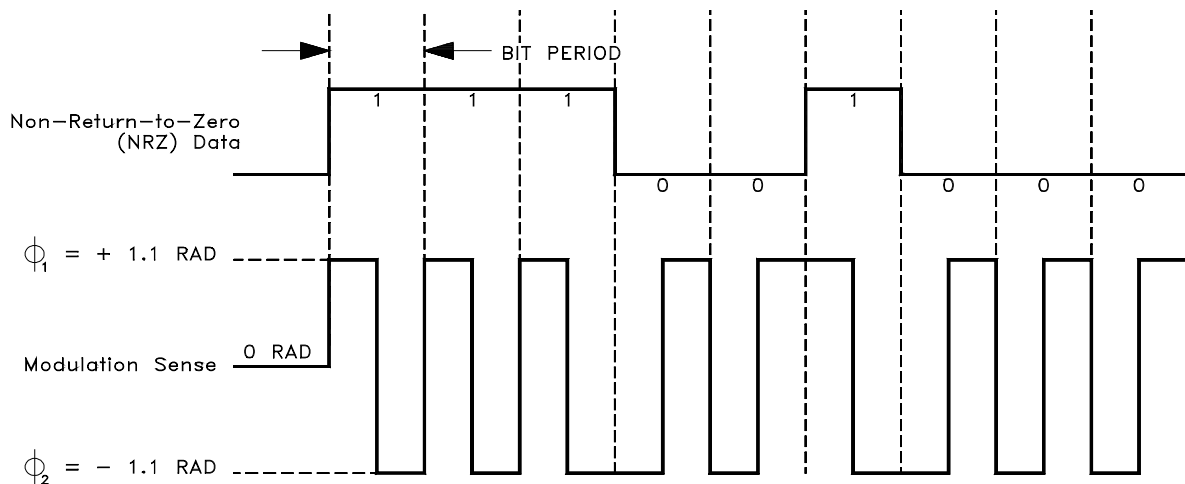 BIT PERIOD
1 1 1 1
Non-Return-to-Zero
(NRZ) Data
0 0 0 0 0
ϕ₁ = + 1.1 RAD
0 RAD
Modulation Sense
ϕ₂ = - 1.1 RAD